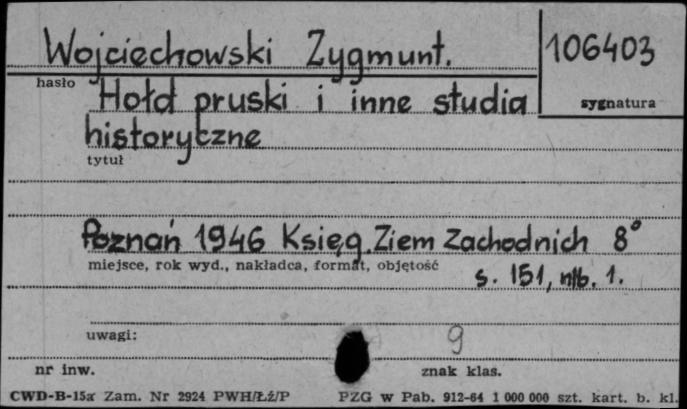 Wojciechowski Zygmunt. 106403
hasło
Hołd pruski i inne studia sygnatura
historyczne
tytuł
Poznań 1946 Księg. Ziem Zachodnich 8°
miejsce, rok wyd., nakładca, format, objętość
s. 151, nlb. 1.
uwagi: 9
nr inw. znak klas.
CWD-B-15a Zam. Nr 2924 PWH/Łź/P PZG w Pab. 912-64 1 000 000 szt. kart. b. kl.